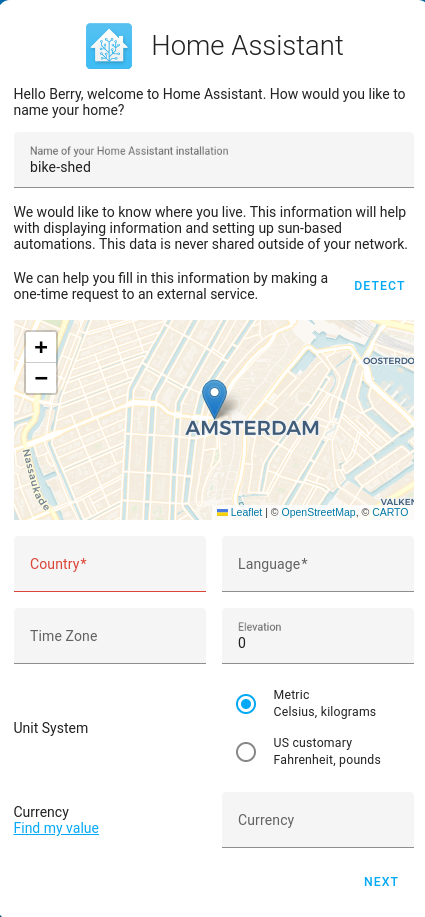 Home Assistant
Hello Berry, welcome to Home Assistant. How would you like to
name your home?
Name of your Home Assistant installation
bike-shed
We would like to know where you live. This information will help
with displaying information and setting up sun-based
automations. This data is never shared outside of your network.
We can help you fill in this information by making a
one-time request to an external service.
DETECT
+
−
OOSTERDO
AMSTERDAM
Nassaukade
VALKEN
Leaflet | © OpenStreetMap, © CARTO
Country*
Language*
Time Zone
Elevation
0
Unit System
Metric
Celsius, kilograms
US customary
Fahrenheit, pounds
Currency
Find my value
Currency
NEXT